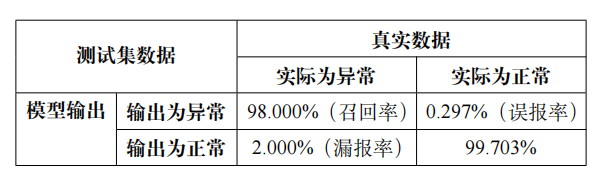 测试集数据 真实数据
实际为异常 实际为正常
模型输出 输出为异常 98.000%（召回率） 0.297%（误报率）
输出为正常 2.000%（漏报率） 99.703%